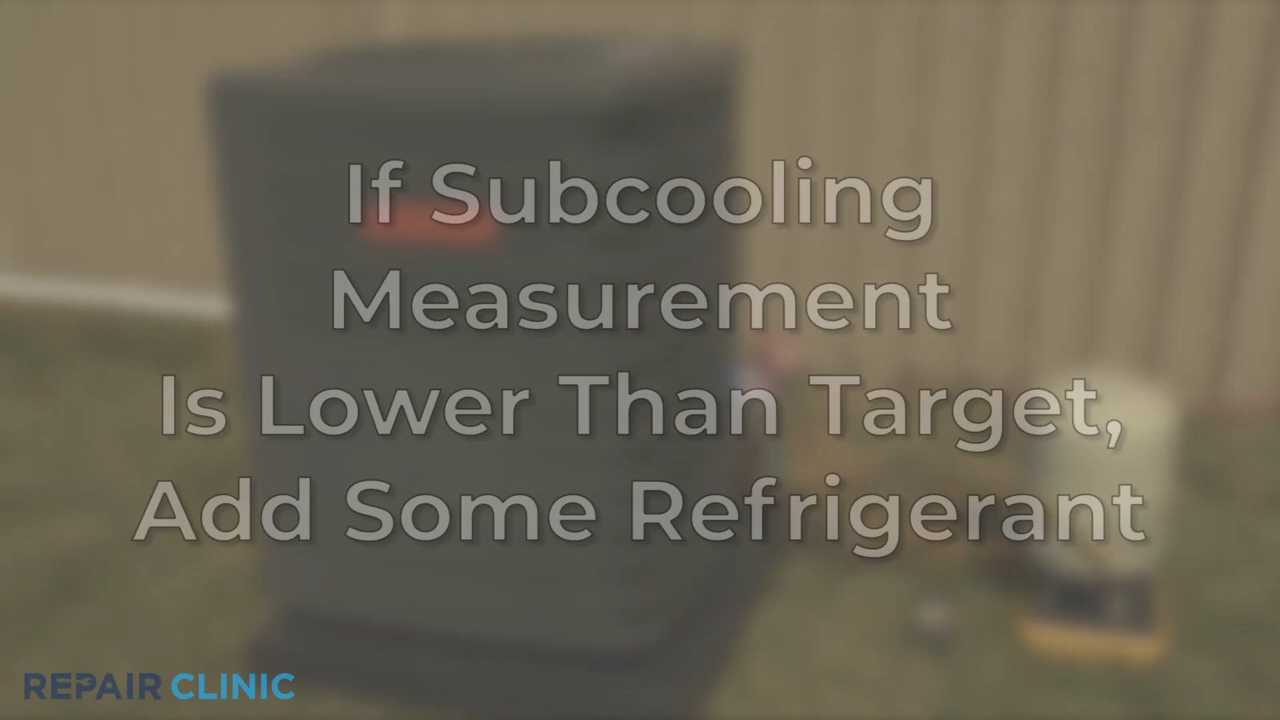 If Subcooling
Measurement
Is Lower Than Target,
Add Some Refrigerant
REPAIR CLINIC